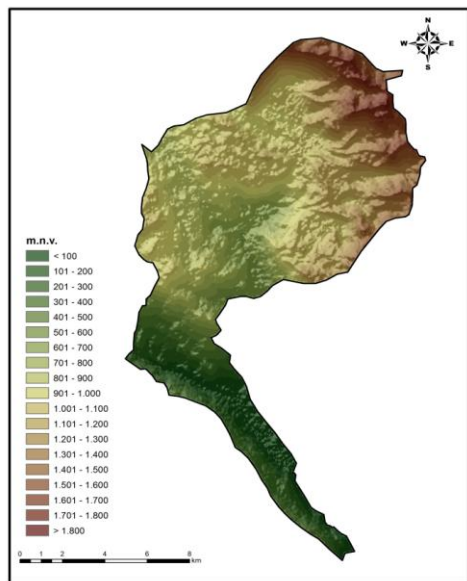 N
W E
S
m.n.v.
< 100
101 - 200
201 - 300
301 - 400
401 - 500
501 - 600
601 - 700
701 - 800
801 - 900
901 - 1.000
1.001 - 1.100
1.101 - 1.200
1.201 - 1.300
1.301 - 1.400
1.401 - 1.500
1.501 - 1.600
1.601 - 1.700
1.701 - 1.800
> 1.800
0 2 4 6 8
km